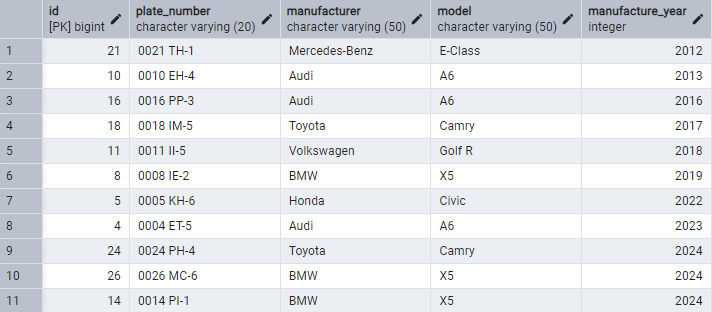 id plate_number manufacturer model manufacture_year
[PK] bigint character varying (20) character varying (50) character varying (50) integer
1 21 0021 TH-1 Mercedes-Benz E-Class 2012
2 10 0010 EH-4 Audi A6 2013
3 16 0016 PP-3 Audi A6 2016
4 18 0018 IM-5 Toyota Camry 2017
5 11 0011 II-5 Volkswagen Golf R 2018
6 8 0008 IE-2 BMW X5 2019
7 5 0005 KH-6 Honda Civic 2022
8 4 0004 ET-5 Audi A6 2023
9 24 0024 PH-4 Toyota Camry 2024
10 26 0026 MC-6 BMW X5 2024
11 14 0014 PI-1 BMW X5 2024